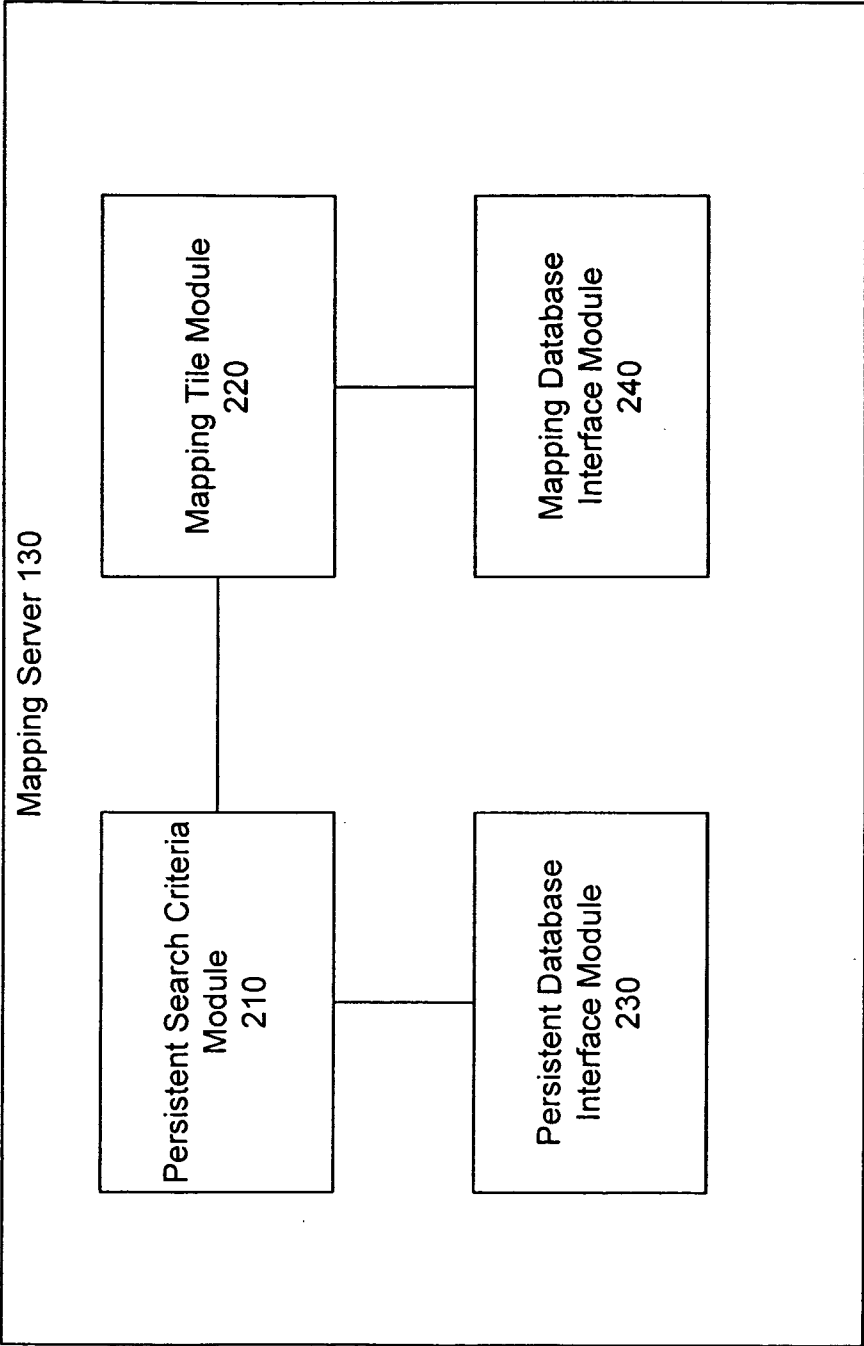 Mapping Server 130
Persistent Search Criteria
Module
210
Mapping Tile Module
220
Persistent Database
Interface Module
230
Mapping Database
Interface Module
240